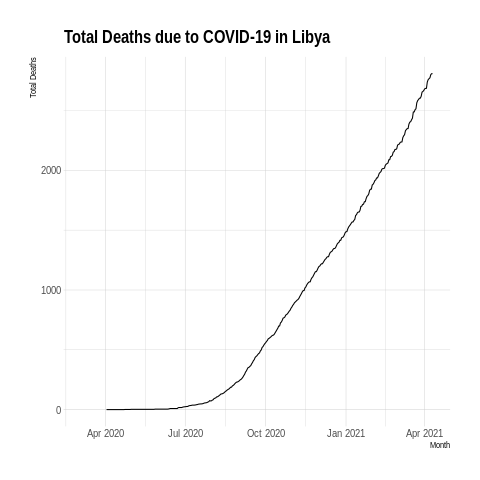 Total Deaths due to COVID-19 in Libya
Total Deaths
2000
1000
0
Apr 2020 Jul 2020 Oct 2020 Jan 2021 Apr 2021
Month